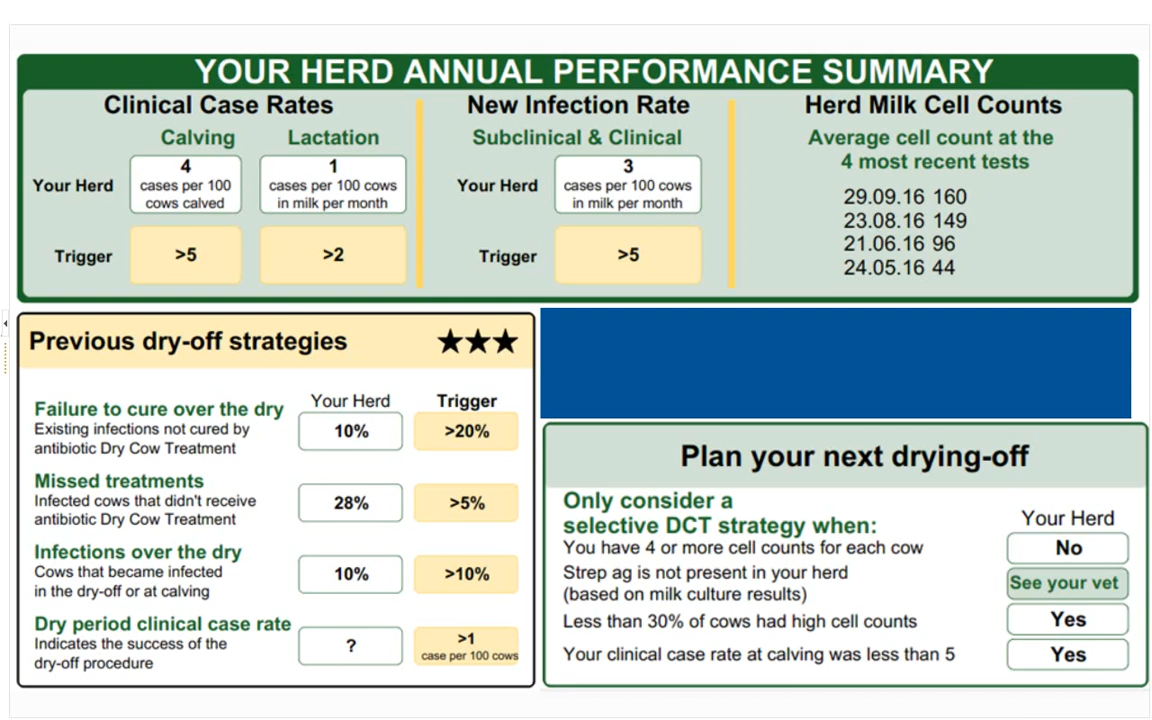 YOUR HERD ANNUAL PERFORMANCE SUMMARY
Clinical Case Rates
Calving Lactation
Your Herd
4
cases per 100
cows calved
1
cases per 100 cows
in milk per month
Trigger
>5
>2
New Infection Rate
Subclinical & Clinical
Your Herd
3
cases per 100 cows
in milk per month
Trigger
>5
Herd Milk Cell Counts
Average cell count at the
4 most recent tests
29.09.16 160
23.08.16 149
21.06.16 96
24.05.16 44
Previous dry-off strategies ★★★
Your Herd Trigger
Failure to cure over the dry
Existing infections not cured by
antibiotic Dry Cow Treatment
10%
>20%
Missed treatments
Infected cows that didn't receive
antibiotic Dry Cow Treatment
28%
>5%
Infections over the dry
Cows that became infected
in the dry-off or at calving
10%
>10%
Dry period clinical case rate
Indicates the success of the
dry-off procedure
?
>1
case per 100 cows
Plan your next drying-off
Only consider a
selective DCT strategy when:
Your Herd
You have 4 or more cell counts for each cow
No
Strep ag is not present in your herd
(based on milk culture results)
See your vet
Less than 30% of cows had high cell counts
Yes
Your clinical case rate at calving was less than 5
Yes